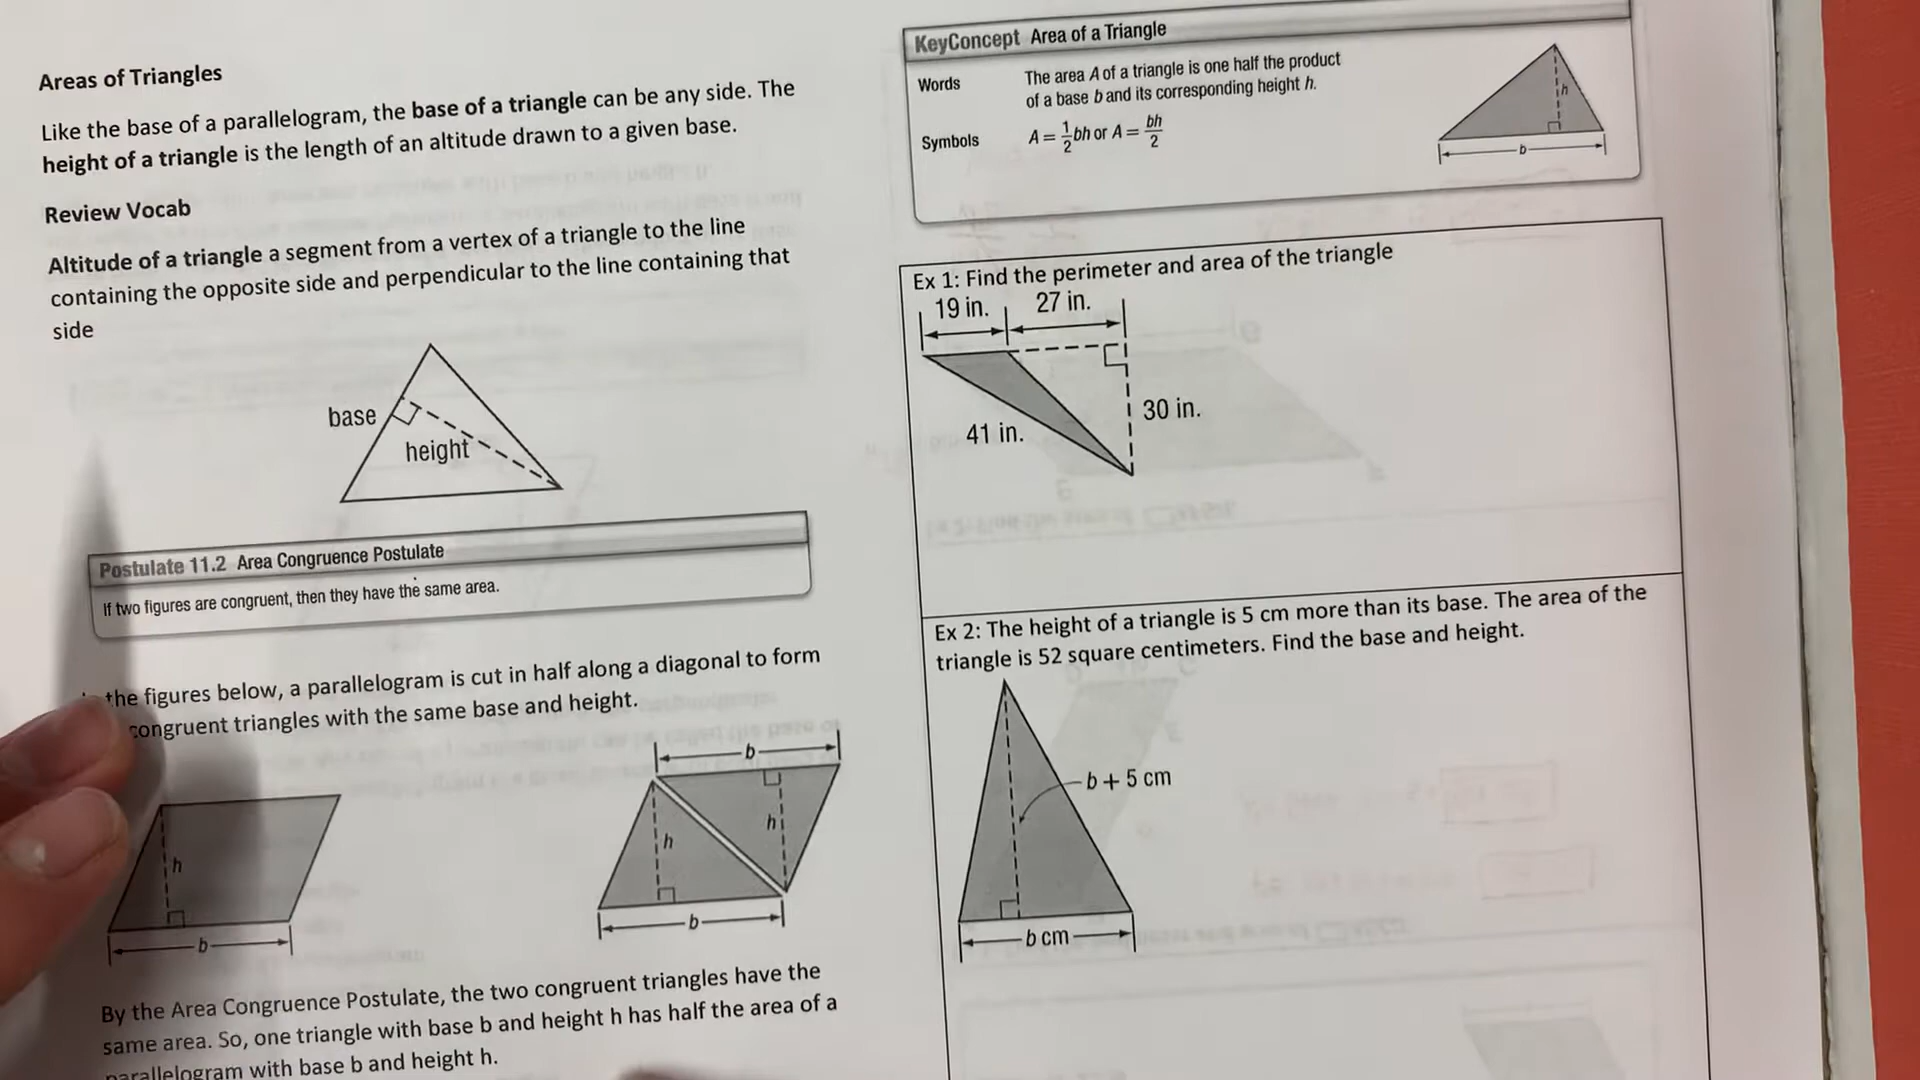 Areas of Triangles
Like the base of a parallelogram, the base of a triangle can be any side. The
height of a triangle is the length of an altitude drawn to a given base.
Review Vocab
Altitude of a triangle a segment from a vertex of a triangle to the line
containing the opposite side and perpendicular to the line containing that
side
base
height
Postulate 11.2 Area Congruence Postulate
If two figures are congruent, then they have the same area.
the figures below, a parallelogram is cut in half along a diagonal to form
congruent triangles with the same base and height.
h
b
b
h
h
b
By the Area Congruence Postulate, the two congruent triangles have the
same area. So, one triangle with base b and height h has half the area of a
parallelogram with base b and height h.
KeyConcept Area of a Triangle
Words The area A of a triangle is one half the product
of a base b and its corresponding height h.
Symbols A = 1/2 bh or A = bh/2
h
b
Ex 1: Find the perimeter and area of the triangle
19 in. 27 in.
30 in.
41 in.
Ex 2: The height of a triangle is 5 cm more than its base. The area of the
triangle is 52 square centimeters. Find the base and height.
b + 5 cm
b cm